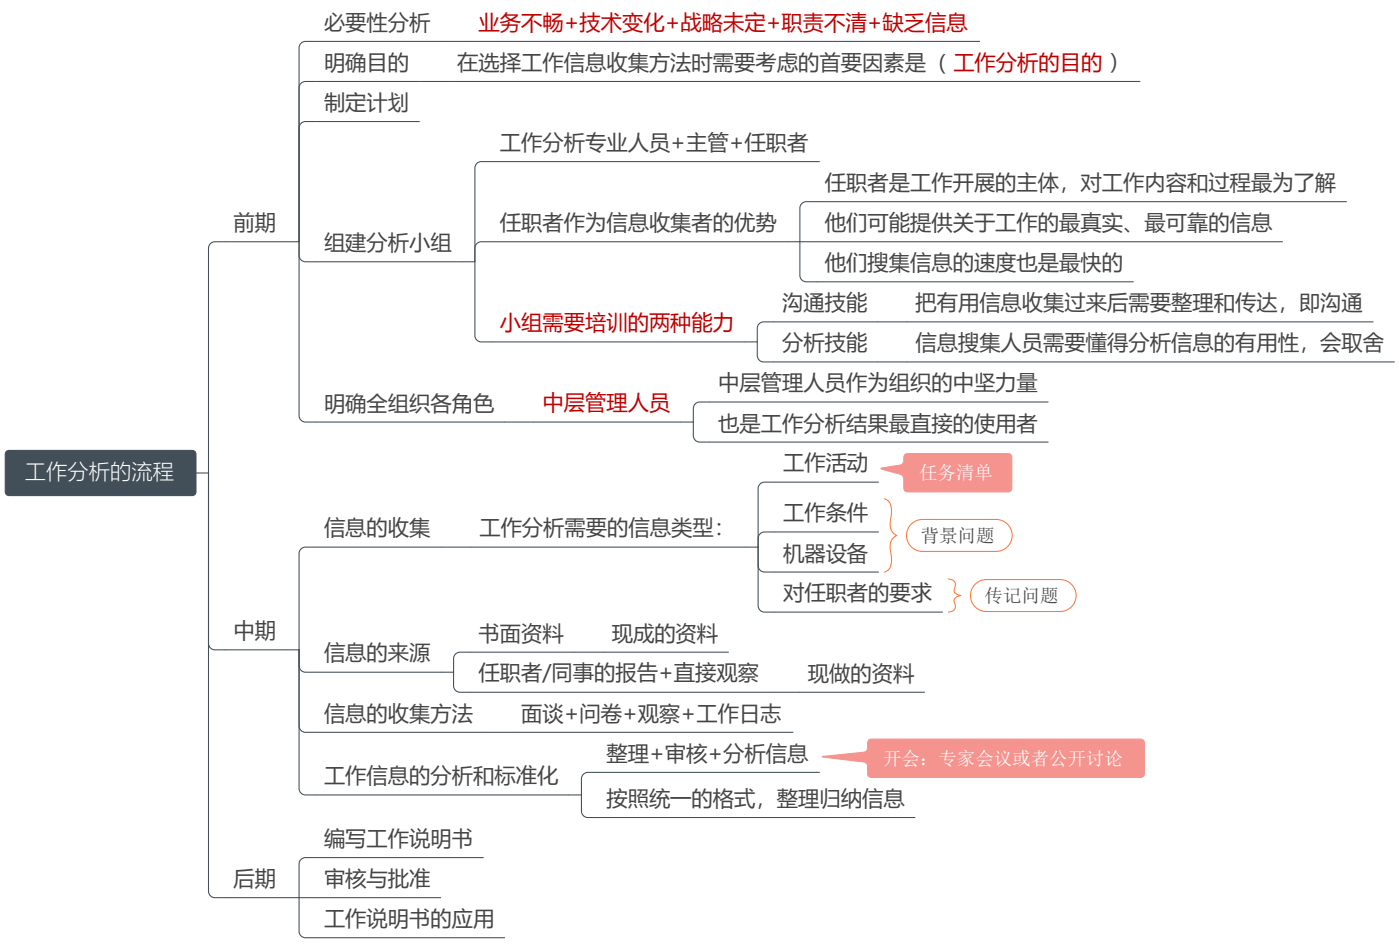 工作分析的流程
前期
必要性分析
业务不畅+技术变化+战略未定+职责不清+缺乏信息
明确目的
在选择工作信息收集方法时需要考虑的首要因素是（ 工作分析的目的 ）
制定计划
组建分析小组
工作分析专业人员+主管+任职者
任职者作为信息收集者的优势
任职者是工作开展的主体，对工作内容和过程最为了解
他们可能提供关于工作的最真实、最可靠的信息
他们搜集信息的速度也是最快的
小组需要培训的两种能力
沟通技能
把有用信息收集过来后需要整理和传达，即沟通
分析技能
信息搜集人员需要懂得分析信息的有用性，会取舍
明确全组织各角色
中层管理人员
中层管理人员作为组织的中坚力量
也是工作分析结果最直接的使用者
中期
信息的收集
工作分析需要的信息类型：
工作活动
任务清单
工作条件
机器设备
背景问题
对任职者的要求
传记问题
信息的来源
书面资料
现成的资料
任职者/同事的报告+直接观察
现做的资料
信息的收集方法
面谈+问卷+观察+工作日志
工作信息的分析和标准化
整理+审核+分析信息
开会：专家会议或者公开讨论
按照统一的格式，整理归纳信息
后期
编写工作说明书
审核与批准
工作说明书的应用